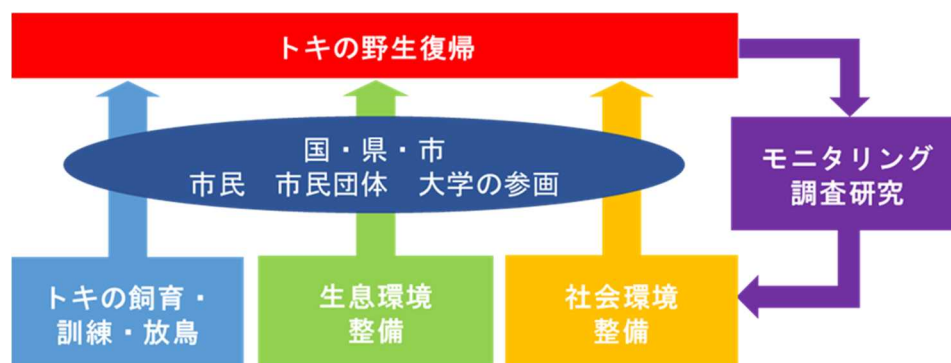 トキの野生復帰
国・県・市
市民　市民団体　大学の参画
モニタリング
調査研究
トキの飼育・
訓練・放鳥
生息環境
整備
社会環境
整備